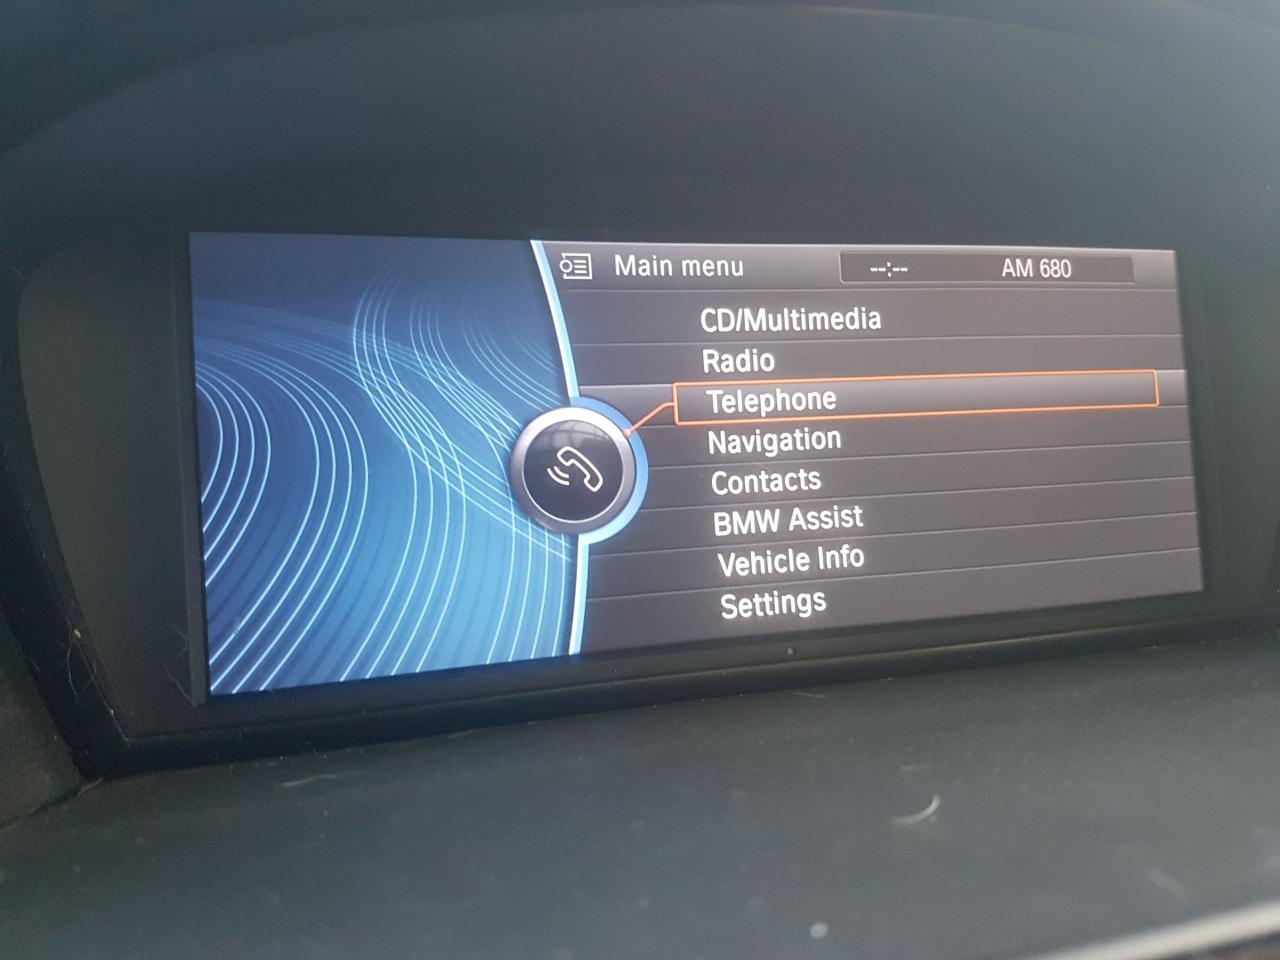 Main menu --:-- AM 680
CD/Multimedia
Radio
Telephone
Navigation
Contacts
BMW Assist
Vehicle Info
Settings